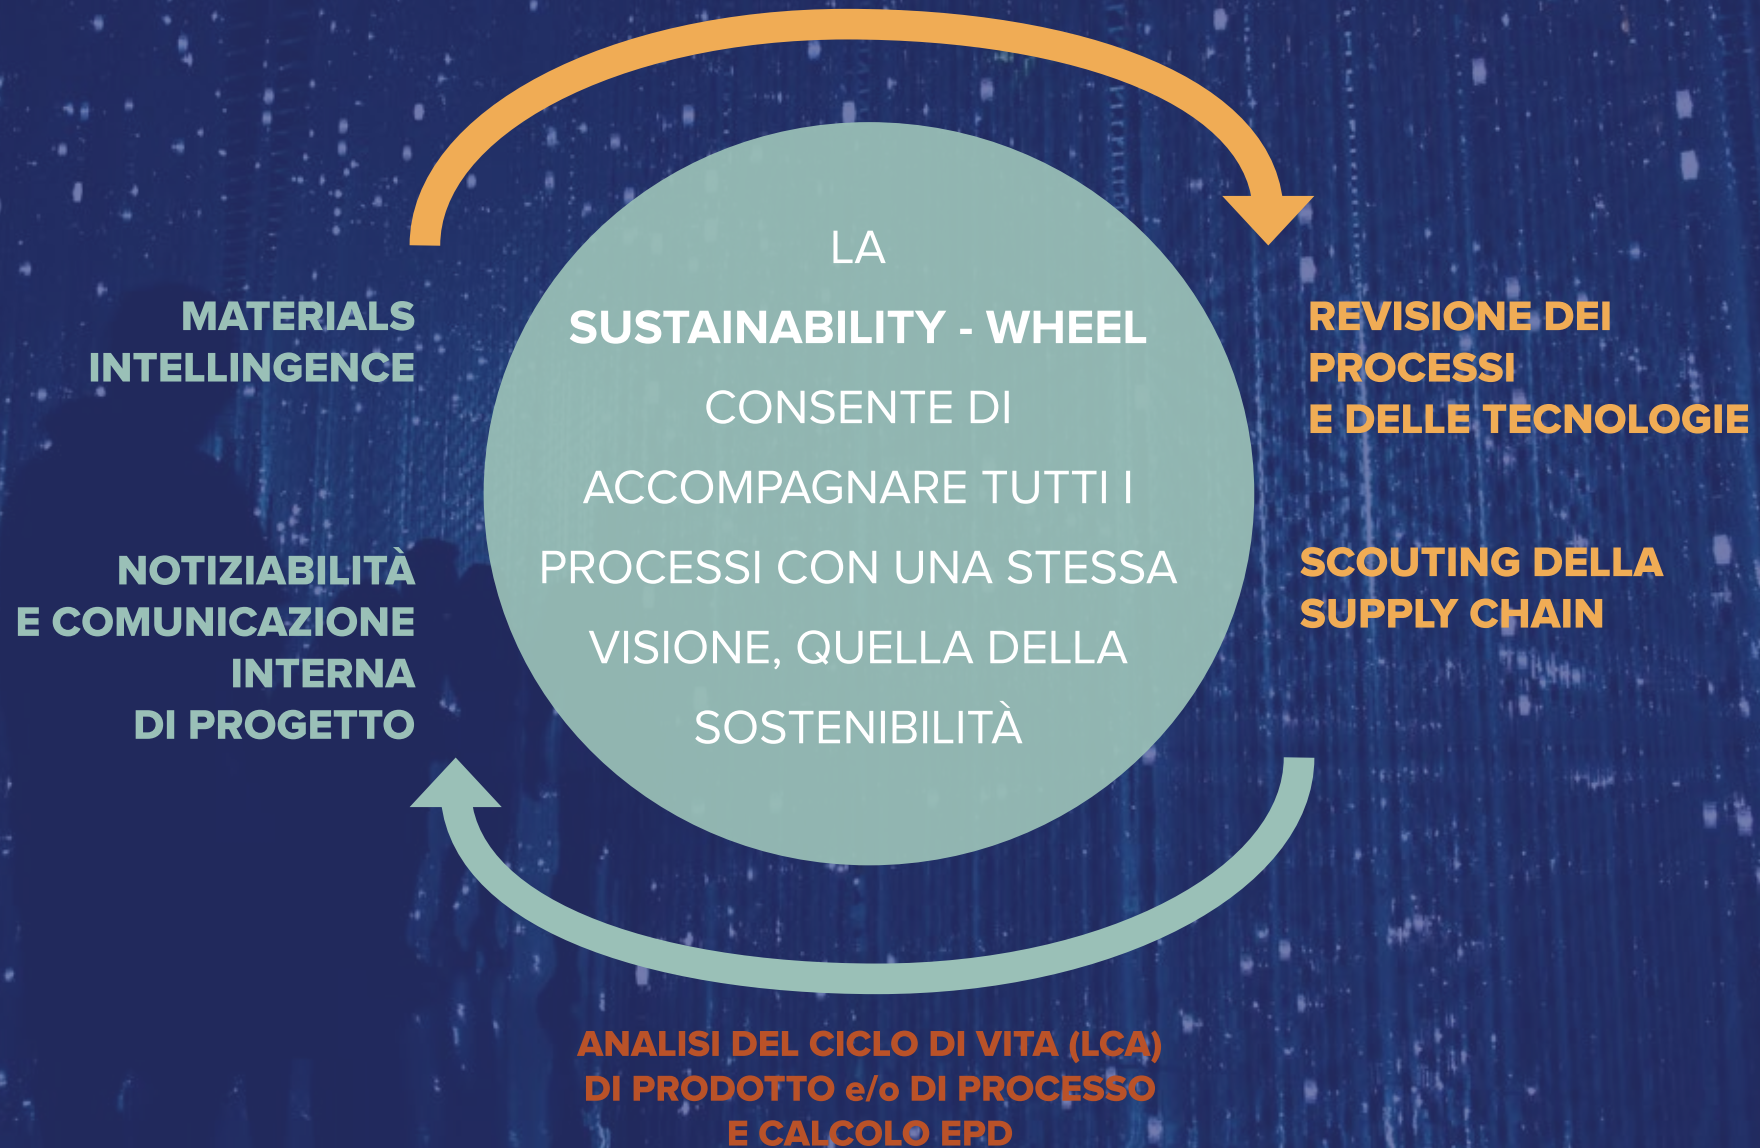 LA
SUSTAINABILITY - WHEEL
CONSENTE DI
ACCOMPAGNARE TUTTI I
PROCESSI CON UNA STESSA
VISIONE, QUELLA DELLA
SOSTENIBILITÀ
MATERIALS
INTELLINGENCE
NOTIZIABILITÀ
E COMUNICAZIONE
INTERNA
DI PROGETTO
REVISIONE DEI
PROCESSI
E DELLE TECNOLOGIE
SCOUTING DELLA
SUPPLY CHAIN
ANALISI DEL CICLO DI VITA (LCA)
DI PRODOTTO e/o DI PROCESSO
E CALCOLO EPD